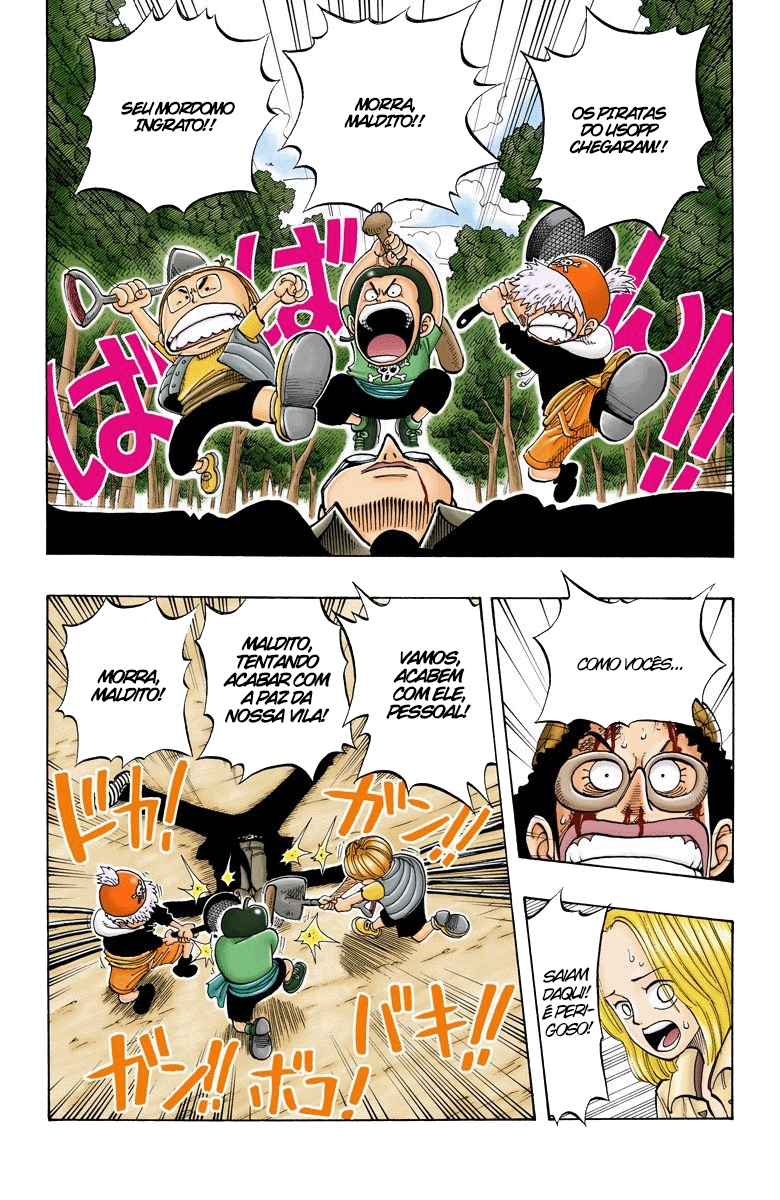 OS PIRATAS
DO USOPP
CHEGARAM!!
MORRA,
MALDITO!!
SEU MORDOMO
INGRATO!!
ばばーん!!
COMO VOCÊS...
VAMOS,
ACABEM
COM ELE,
PESSOAL!
MALDITO,
TENTANDO
ACABAR COM
A PAZ DA
NOSSA VILA!
MORRA,
MALDITO!
ガン!!
ドカ!
バキ!!
ボコ!
ガン!!
SAIAM
DAQUI!
É PERI-
GOSO!